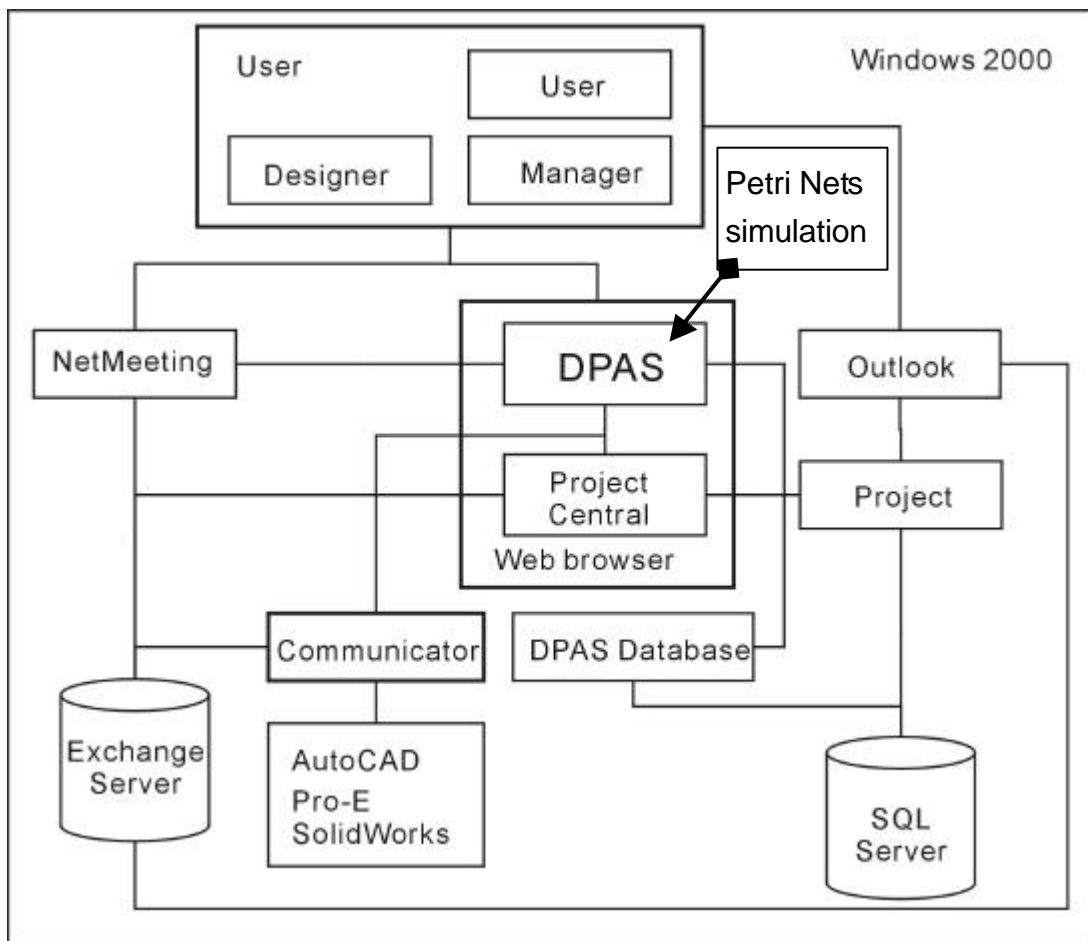 User
User
Windows 2000
Designer
Manager
Petri Nets
simulation
NetMeeting
DPAS
Outlook
Project
Central
Project
Web browser
Communicator
DPAS Database
Exchange
Server
AutoCAD
Pro-E
SolidWorks
SQL
Server